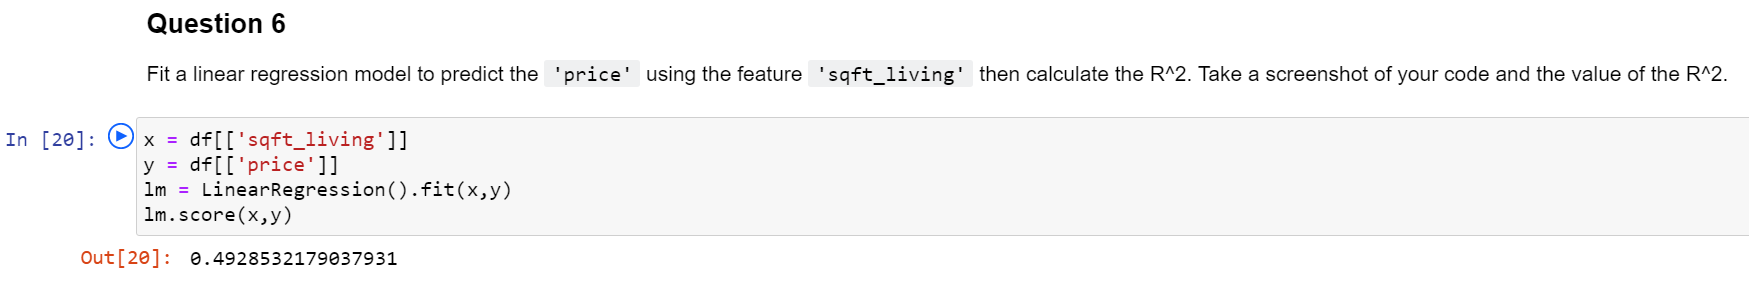 Question 6
Fit a linear regression model to predict the 'price' using the feature 'sqft_living' then calculate the R^2. Take a screenshot of your code and the value of the R^2.
In [20]: x = df[['sqft_living']]
y = df[['price']]
lm = LinearRegression().fit(x,y)
lm.score(x,y)
Out[20]: 0.4928532179037931